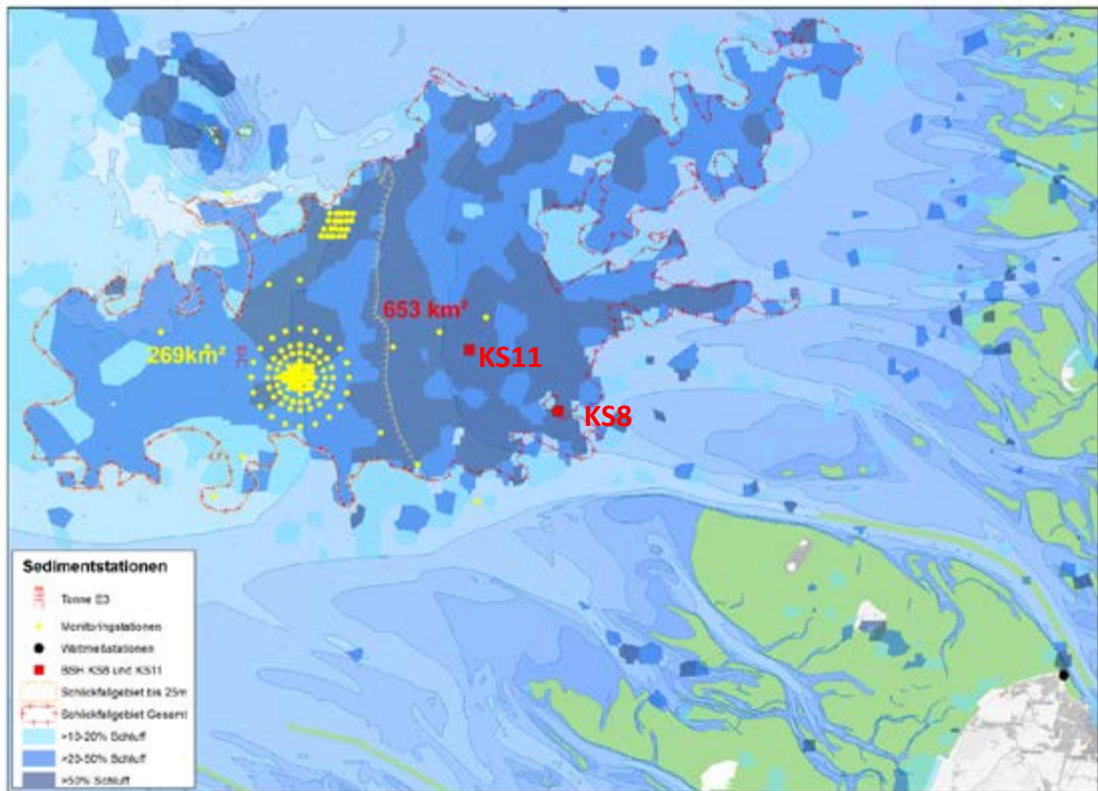 653 km²
269km²
KS11
KS8
Sedimentstationen
Tonne E3
Monitoringstationen
Wattmeßstationen
BSH KS8 und KS11
Schlickfallgebiet bis 25m
Schlickfallgebiet Gesamt
>10-20% Schluff
>20-50% Schluff
>50% Schluff